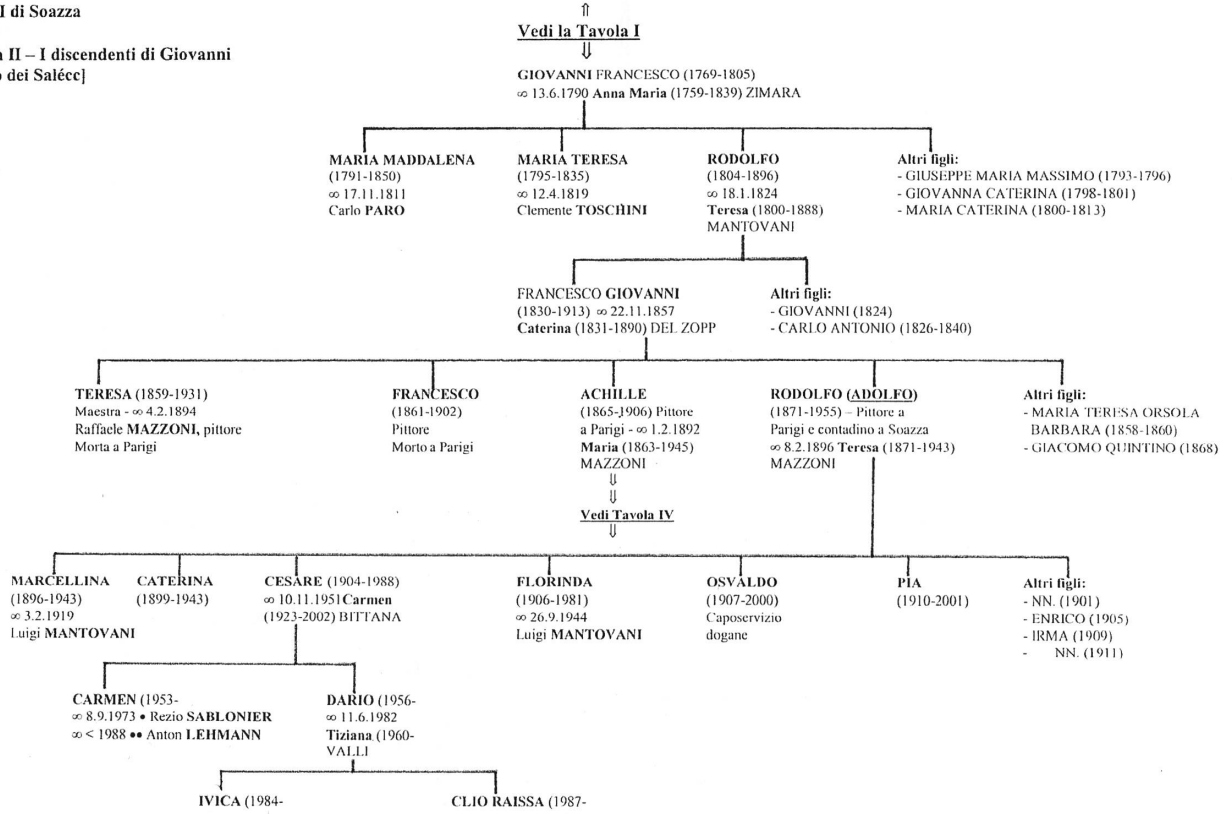 I di Soazza
⇑
Vedi la Tavola I
⇓
II – I discendenti di Giovanni
dei Salécc]
GIOVANNI FRANCESCO (1769-1805)
∞ 13.6.1790 Anna Maria (1759-1839) ZIMARA
MARIA MADDALENA
(1791-1850)
∞ 17.11.1811
Carlo PARO
MARIA TERESA
(1795-1835)
∞ 12.4.1819
Clemente TOSCHINI
RODOLFO
(1804-1896)
∞ 18.1.1824
Teresa (1800-1888)
MANTOVANI
Altri figli:
- GIUSEPPE MARIA MASSIMO (1793-1796)
- GIOVANNA CATERINA (1798-1801)
- MARIA CATERINA (1800-1813)
FRANCESCO GIOVANNI
(1830-1913) ∞ 22.11.1857
Caterina (1831-1890) DEL ZOPP
Altri figli:
- GIOVANNI (1824)
- CARLO ANTONIO (1826-1840)
TERESA (1859-1931)
Maestra - ∞ 4.2.1894
Raffaele MAZZONI, pittore
Morta a Parigi
FRANCESCO
(1861-1902)
Pittore
Morto a Parigi
ACHILLE
(1865-1906) Pittore
a Parigi - ∞ 1.2.1892
Maria (1863-1945)
MAZZONI
⇓
⇓
Vedi Tavola IV
⇓
RODOLFO (ADOLFO)
(1871-1955) – Pittore a
Parigi e contadino a Soazza
∞ 8.2.1896 Teresa (1871-1943)
MAZZONI
Altri figli:
- MARIA TERESA ORSOLA
BARBARA (1858-1860)
- GIACOMO QUINTINO (1868)
MARCELLINA
(1896-1943)
∞ 3.2.1919
Luigi MANTOVANI
CATERINA
(1899-1943)
CESARE (1904-1988)
∞ 10.11.1951 Carmen
(1923-2002) BITTANA
FLORINDA
(1906-1981)
∞ 26.9.1944
Luigi MANTOVANI
OSVALDO
(1907-2000)
Caposervizio
dogane
PIA
(1910-2001)
Altri figli:
- NN. (1901)
- ENRICO (1905)
- IRMA (1909)
- NN. (1911)
CARMEN (1953-
∞ 8.9.1973 • Rezio SABLONIER
∞ < 1988 •• Anton LEHMANN
DARIO (1956-
∞ 11.6.1982
Tiziana (1960-
VALLI
IVICA (1984-
CLIO RAISSA (1987-